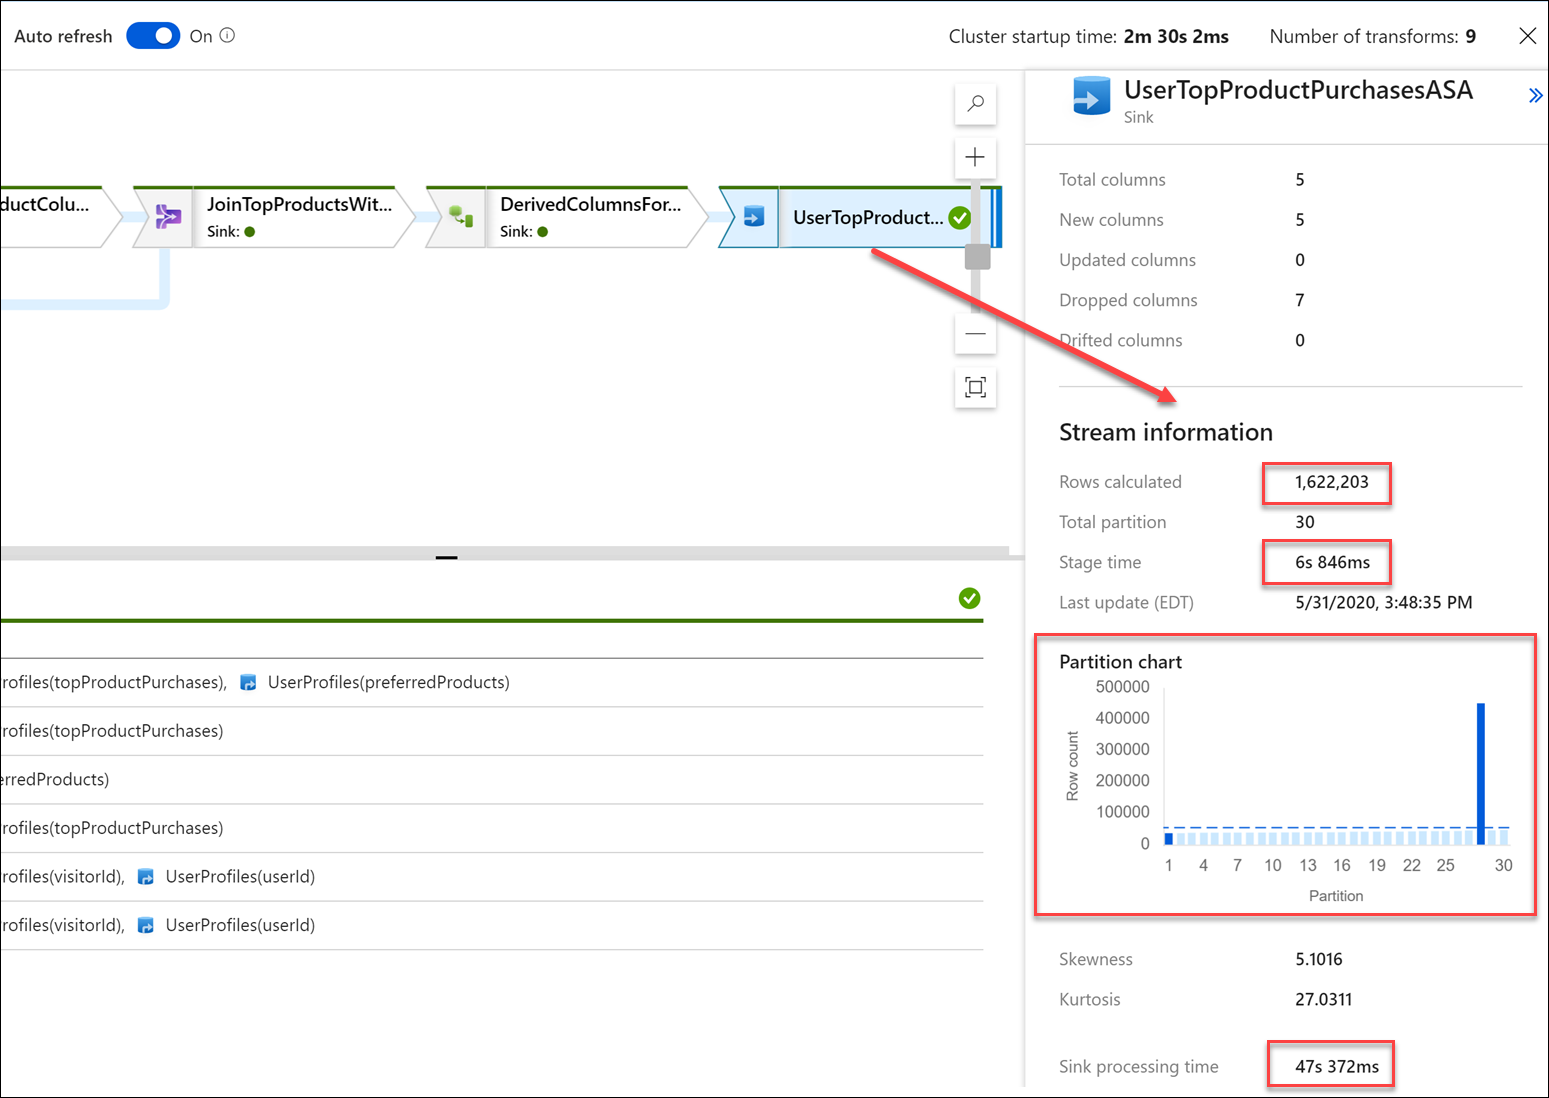 Auto refresh On
Cluster startup time: 2m 30s 2ms Number of transforms: 9
ductColu...
JoinTopProductsWit...
Sink:
DerivedColumnsFor...
Sink:
UserTopProduct...
rofiles(topProductPurchases), UserProfiles(preferredProducts)
rofiles(topProductPurchases)
erredProducts)
rofiles(topProductPurchases)
rofiles(visitorId), UserProfiles(userId)
rofiles(visitorId), UserProfiles(userId)
UserTopProductPurchasesASA
Sink
Total columns 5
New columns 5
Updated columns 0
Dropped columns 7
Drifted columns 0
Stream information
Rows calculated 1,622,203
Total partition 30
Stage time 6s 846ms
Last update (EDT) 5/31/2020, 3:48:35 PM
Partition chart
500000
400000
300000
200000
100000
0
Row count
1 4 7 10 13 16 19 22 25 30
Partition
Skewness 5.1016
Kurtosis 27.0311
Sink processing time 47s 372ms